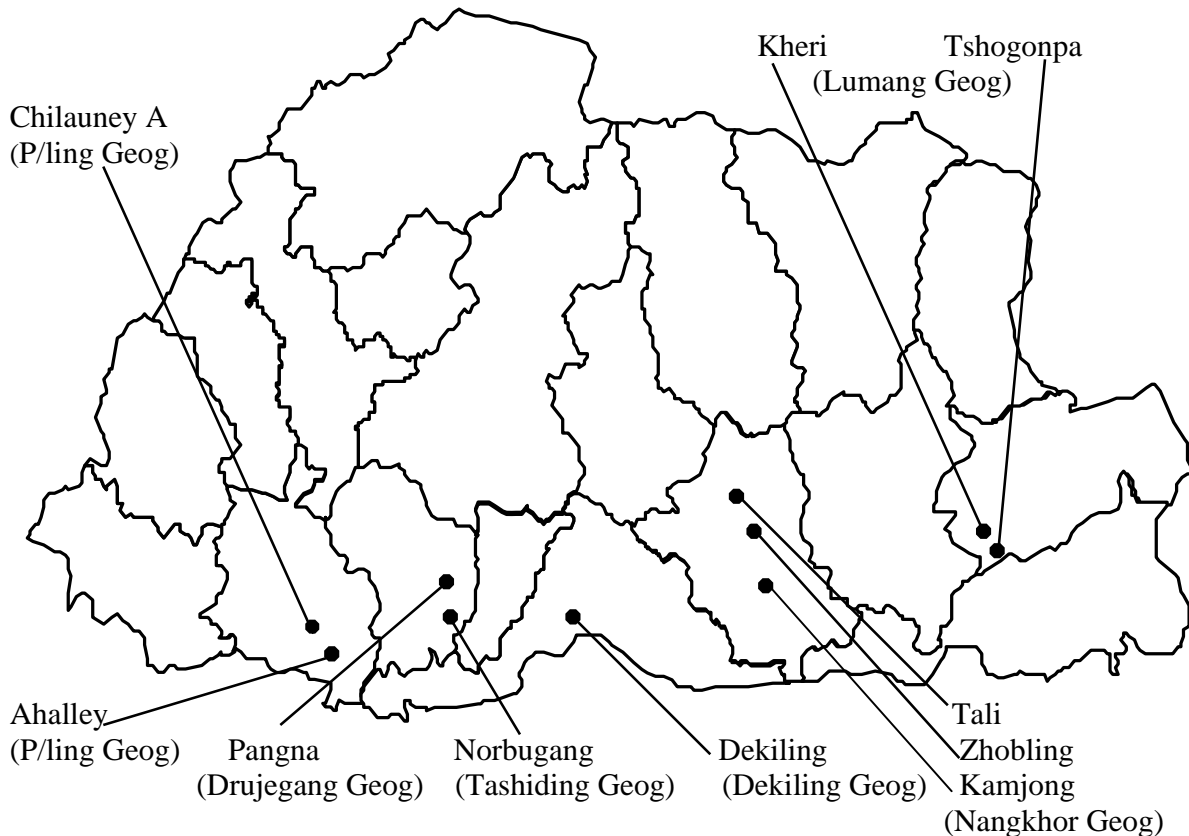 Kheri
Tshogonpa
(Lumang Geog)
Chilauney A
(P/ling Geog)
Ahalley
(P/ling Geog)
Pangna
(Drujegang Geog)
Norbugang
(Tashiding Geog)
Dekiling
(Dekiling Geog)
Tali
Zhobling
Kamjong
(Nangkhor Geog)